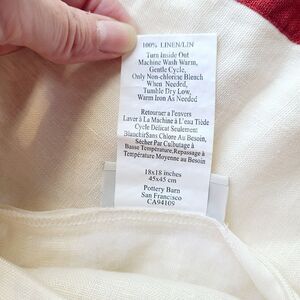 100% LINEN/LIN
Turn Inside Out
Machine Wash Warm,
Gentle Cycle,
Only Non-chlorine Bleach
When Needed,
Tumble Dry Low,
Warm Iron As Needed
Retourner a l'envers
Laver à La Machine à L'eau Tiède
Cycle Délicat Seulement
BlanchirSans Chlore Au Besoin,
Sécher Par Culbutage à
Basse Température,Repassage à
Température Moyenne au Besoin
18x18 inches
45x45 cm
Pottery Barn
San Francisco
CA94109